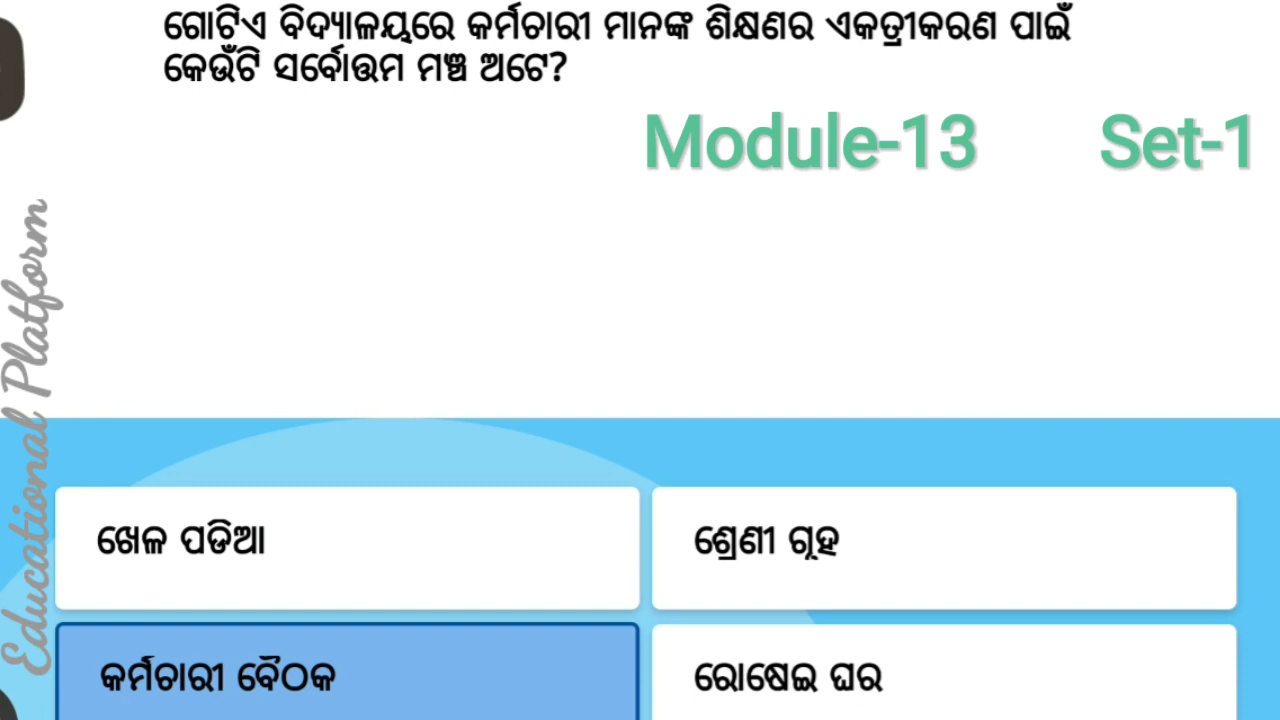 ଗୋଟିଏ ବିଦ୍ୟାଳୟରେ କର୍ମଚାରୀ ମାନଙ୍କ ଶିକ୍ଷଣର ଏକତ୍ରୀକରଣ ପାଇଁ
କେଉଁଟି ସର୍ବୋତ୍ତମ ମଞ୍ଚ ଅଟେ?
Module-13 Set-1
Educational Platform
ଖେଳ ପଡିଆ
ଶ୍ରେଣୀ ଗୃହ
କର୍ମଚାରୀ ବୈଠକ
ରୋଷେଇ ଘର